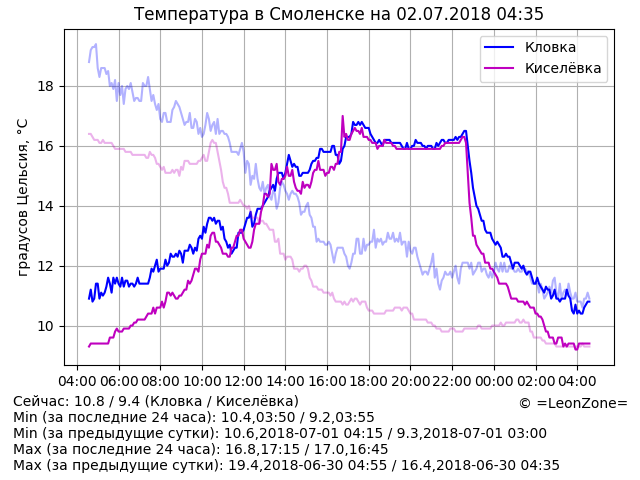 Температура в Смоленске на 02.07.2018 04:35
Кловка
Киселёвка
градусов Цельсия, °C
18
16
14
12
10
04:00 06:00 08:00 10:00 12:00 14:00 16:00 18:00 20:00 22:00 00:00 02:00 04:00
Сейчас: 10.8 / 9.4 (Кловка / Киселёвка)
© =LeonZone=
Min (за последние 24 часа): 10.4,03:50 / 9.2,03:55
Min (за предыдущие сутки): 10.6,2018-07-01 04:15 / 9.3,2018-07-01 03:00
Max (за последние 24 часа): 16.8,17:15 / 17.0,16:45
Max (за предыдущие сутки): 19.4,2018-06-30 04:55 / 16.4,2018-06-30 04:35